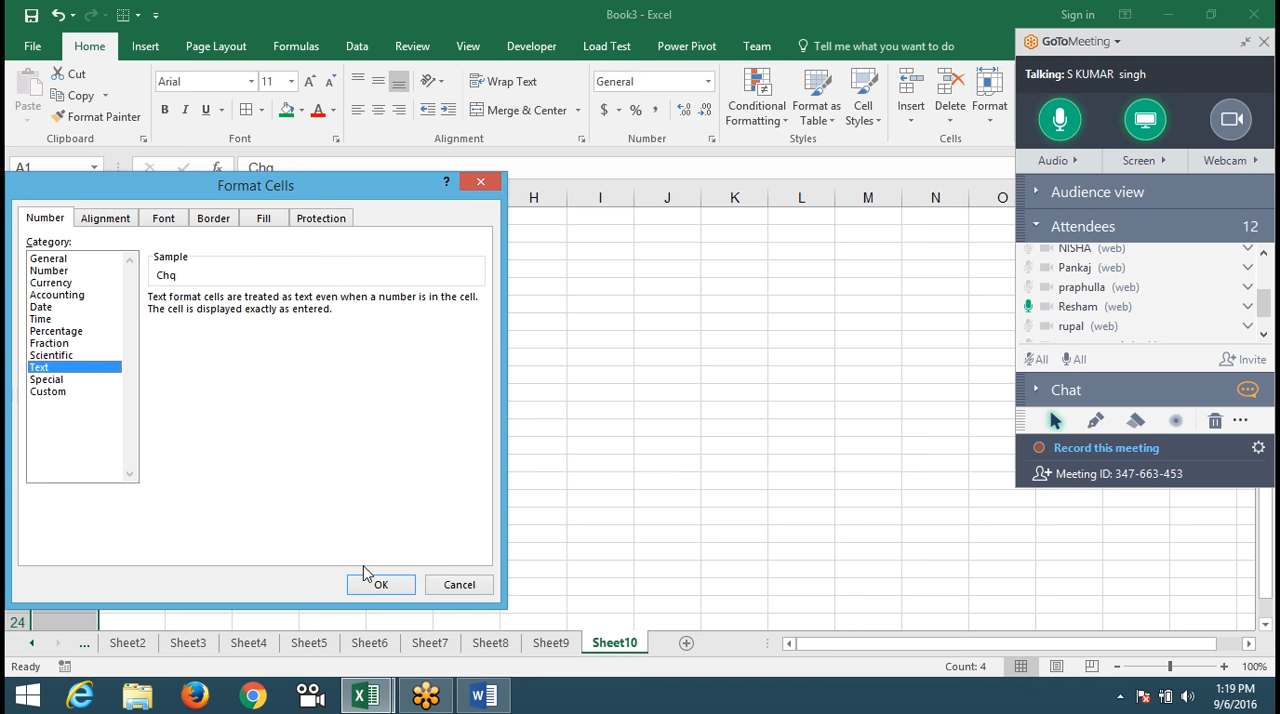 Book3 - Excel
Sign in
File Home Insert Page Layout Formulas Data Review View Developer Load Test Power Pivot Team Tell me what you want to do
Cut
Copy
Format Painter
Paste
Clipboard
Arial 11
B I U
Font
Wrap Text
Merge & Center
Alignment
General
$ % ,
Number
Conditional Formatting
Format as Table
Cell Styles
Styles
Insert Delete Format
Cells
A1 fx Chq
H I J K L M N O
24
Format Cells
?
Number Alignment Font Border Fill Protection
Category:
General
Number
Currency
Accounting
Date
Time
Percentage
Fraction
Scientific
Text
Special
Custom
Sample
Chq
Text format cells are treated as text even when a number is in the cell.
The cell is displayed exactly as entered.
OK Cancel
GoToMeeting
Talking: S KUMAR singh
Audio Screen Webcam
Audience view
Attendees 12
NISHA (web)
Pankaj (web)
praphulla (web)
Resham (web)
rupal (web)
All All Invite
Chat
Record this meeting
Meeting ID: 347-663-453
... Sheet2 Sheet3 Sheet4 Sheet5 Sheet6 Sheet7 Sheet8 Sheet9 Sheet10
Ready Count: 4 100%
1:19 PM
9/6/2016